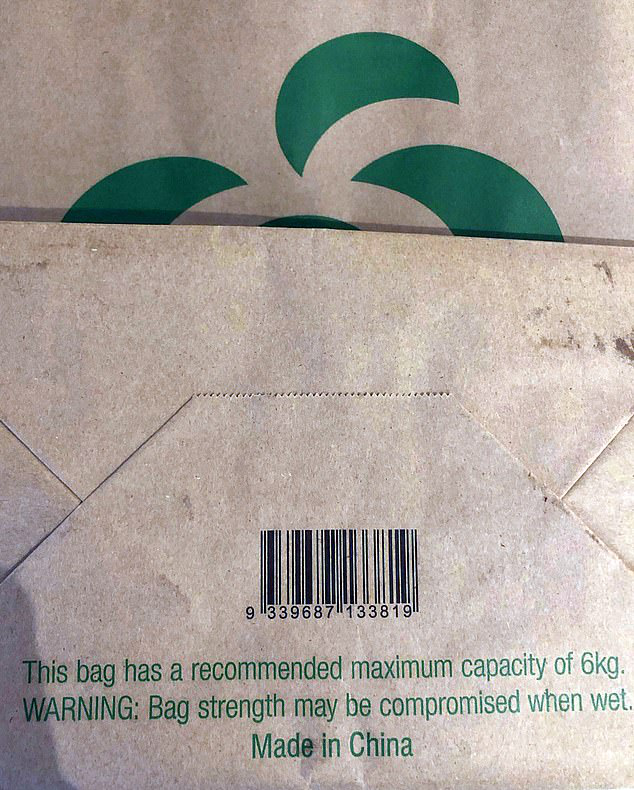 9 339687 133819
This bag has a recommended maximum capacity of 6kg.
WARNING: Bag strength may be compromised when wet.
Made in China